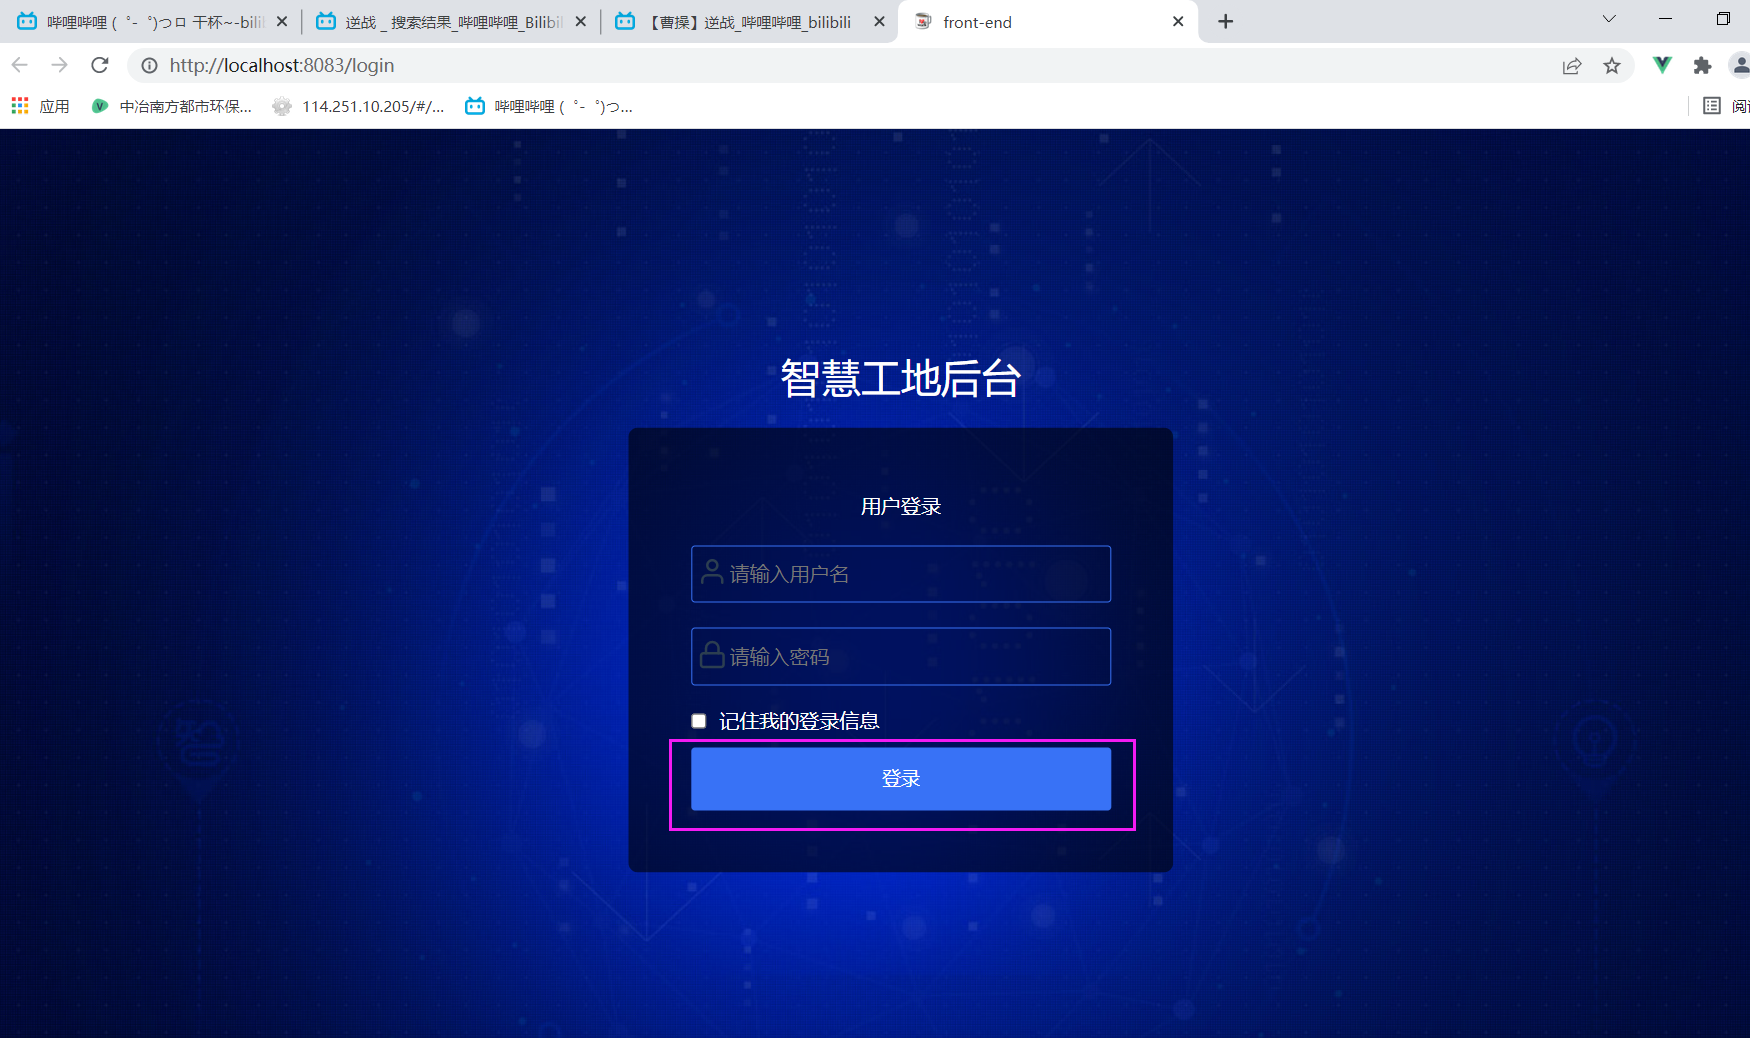 哔哩哔哩 (゜-゜)つロ 干杯~-bili
逆战_搜索结果_哔哩哔哩_Bilibil
【曹操】逆战_哔哩哔哩_bilibili
front-end
http://localhost:8083/login
应用
中冶南方都市环保...
114.251.10.205/#/...
哔哩哔哩 (゜-゜)つ...
智慧工地后台
用户登录
请输入用户名
请输入密码
记住我的登录信息
登录